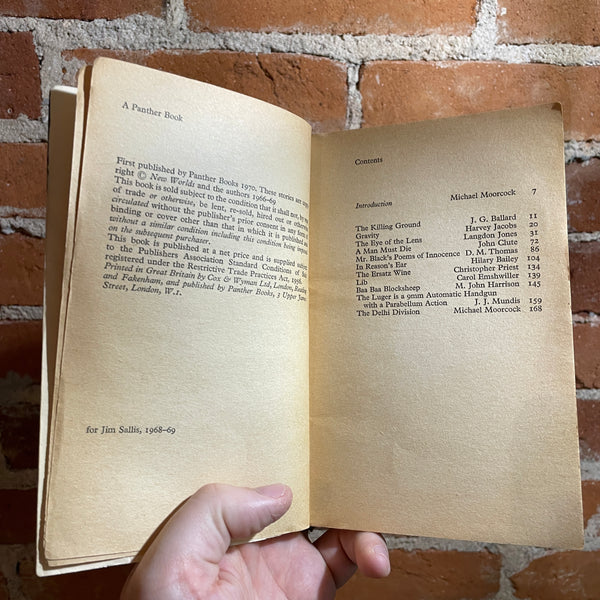 A Panther Book
First published by Panther Books 1970. These stories are copy-
right © New Worlds and the authors 1966-69
This book is sold subject to the condition that it shall not, by way
of trade or otherwise, be lent, re-sold, hired out or otherwise
circulated without the publisher's prior consent in any form of
binding or cover other than that in which it is published and
without a similar condition including this condition being imposed
on the subsequent purchaser.
This book is published at a net price and is supplied subject
to the Publishers Association Standard Conditions of Sale
registered under the Restrictive Trade Practices Act, 1956.
Printed in Great Britain by Cox & Wyman Ltd, London, Reading
and Fakenham, and published by Panther Books, 3 Upper James
Street, London, W.1.
for Jim Sallis, 1968–69
Contents
Introduction Michael Moorcock 7
The Killing Ground J. G. Ballard 11
Gravity Harvey Jacobs 20
The Eye of the Lens Langdon Jones 31
A Man Must Die John Clute 72
Mr. Black's Poems of Innocence D. M. Thomas 86
In Reason's Ear Hilary Bailey 104
The Ersatz Wine Christopher Priest 134
Lib Carol Emshwiller 139
Baa Baa Blocksheep M. John Harrison 145
The Luger is a 9mm Automatic Handgun
with a Parabellum Action J. J. Mundis 159
The Delhi Division Michael Moorcock 168